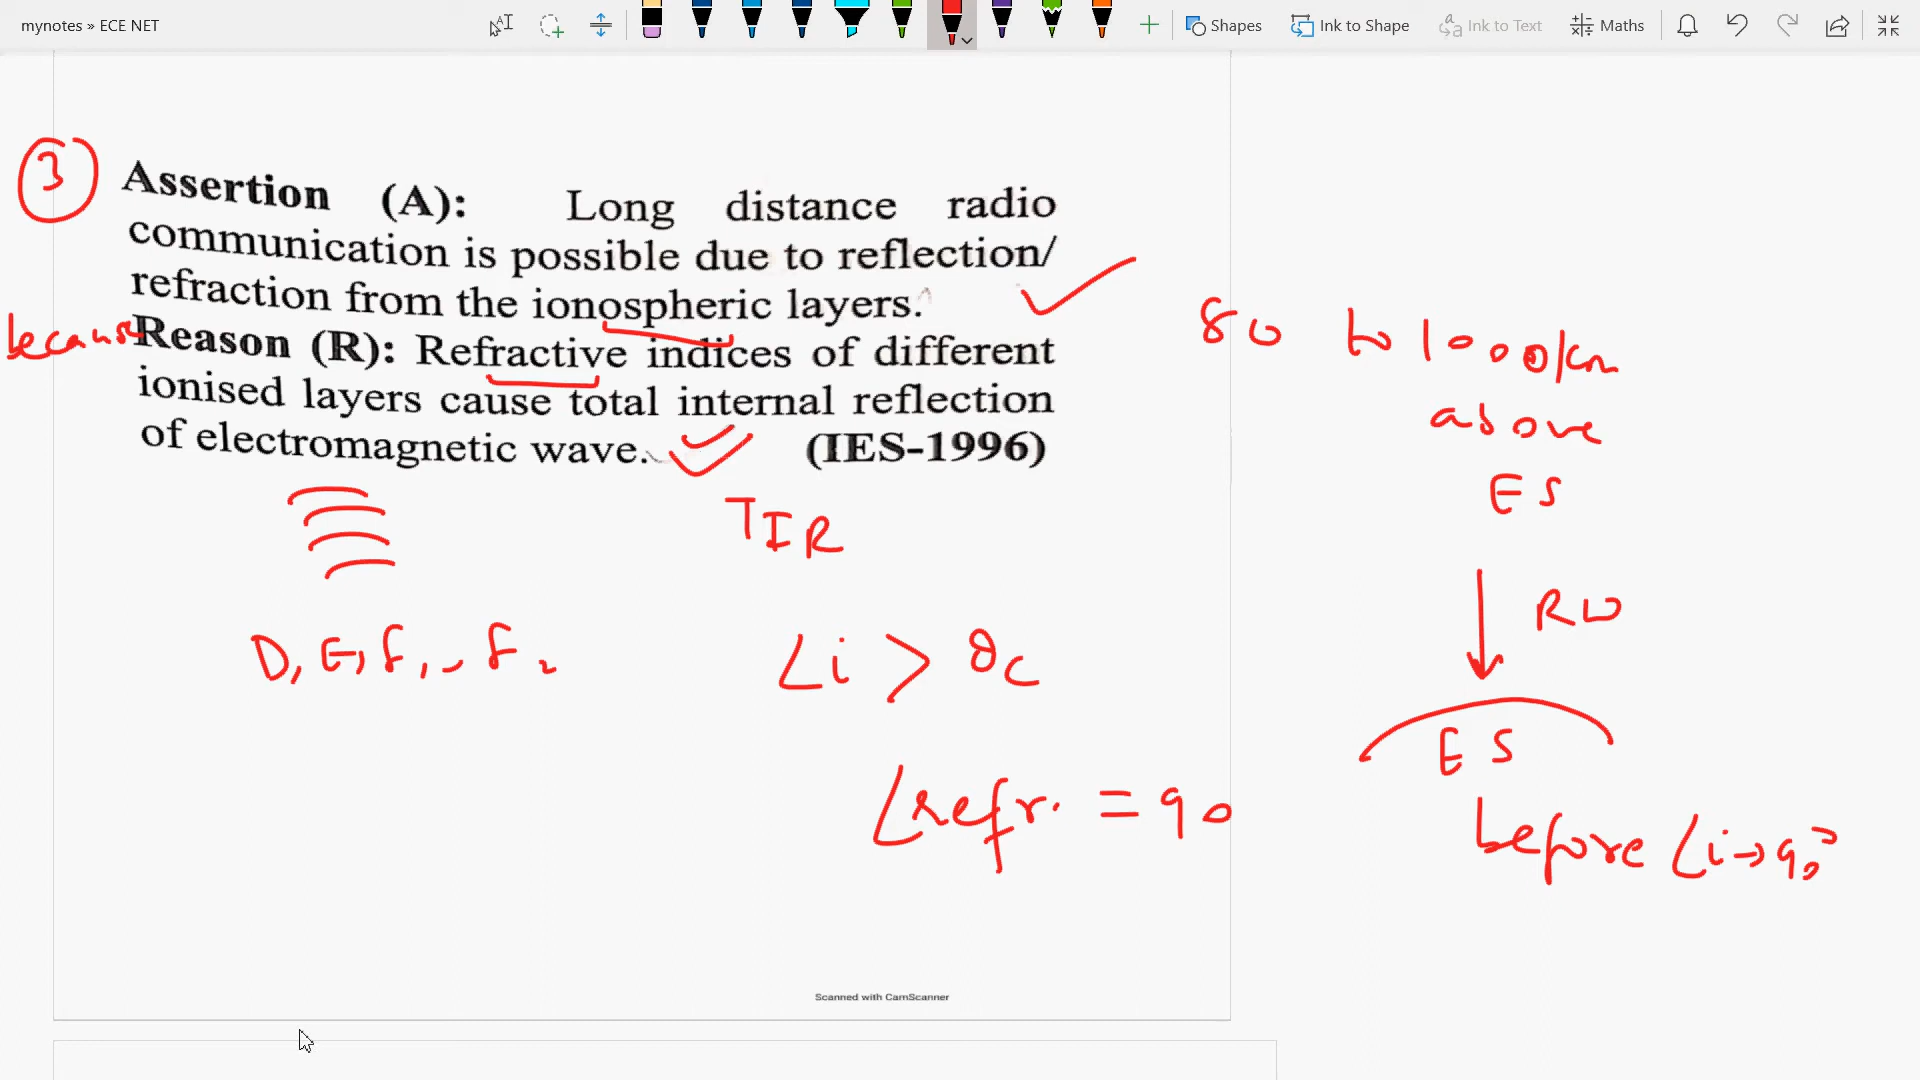 mynotes » ECE NET
Shapes
Ink to Shape
Ink to Text
Maths
3
Assertion (A): Long distance radio
communication is possible due to reflection/
refraction from the ionospheric layers.
because
Reason (R): Refractive indices of different
ionised layers cause total internal reflection
of electromagnetic wave. (IES-1996)
80 to 1000km
above
ES
TIR
RW
D, E, F1, F2
∠i > θc
ES
∠refr. = 90
before ∠i → 90°
Scanned with CamScanner